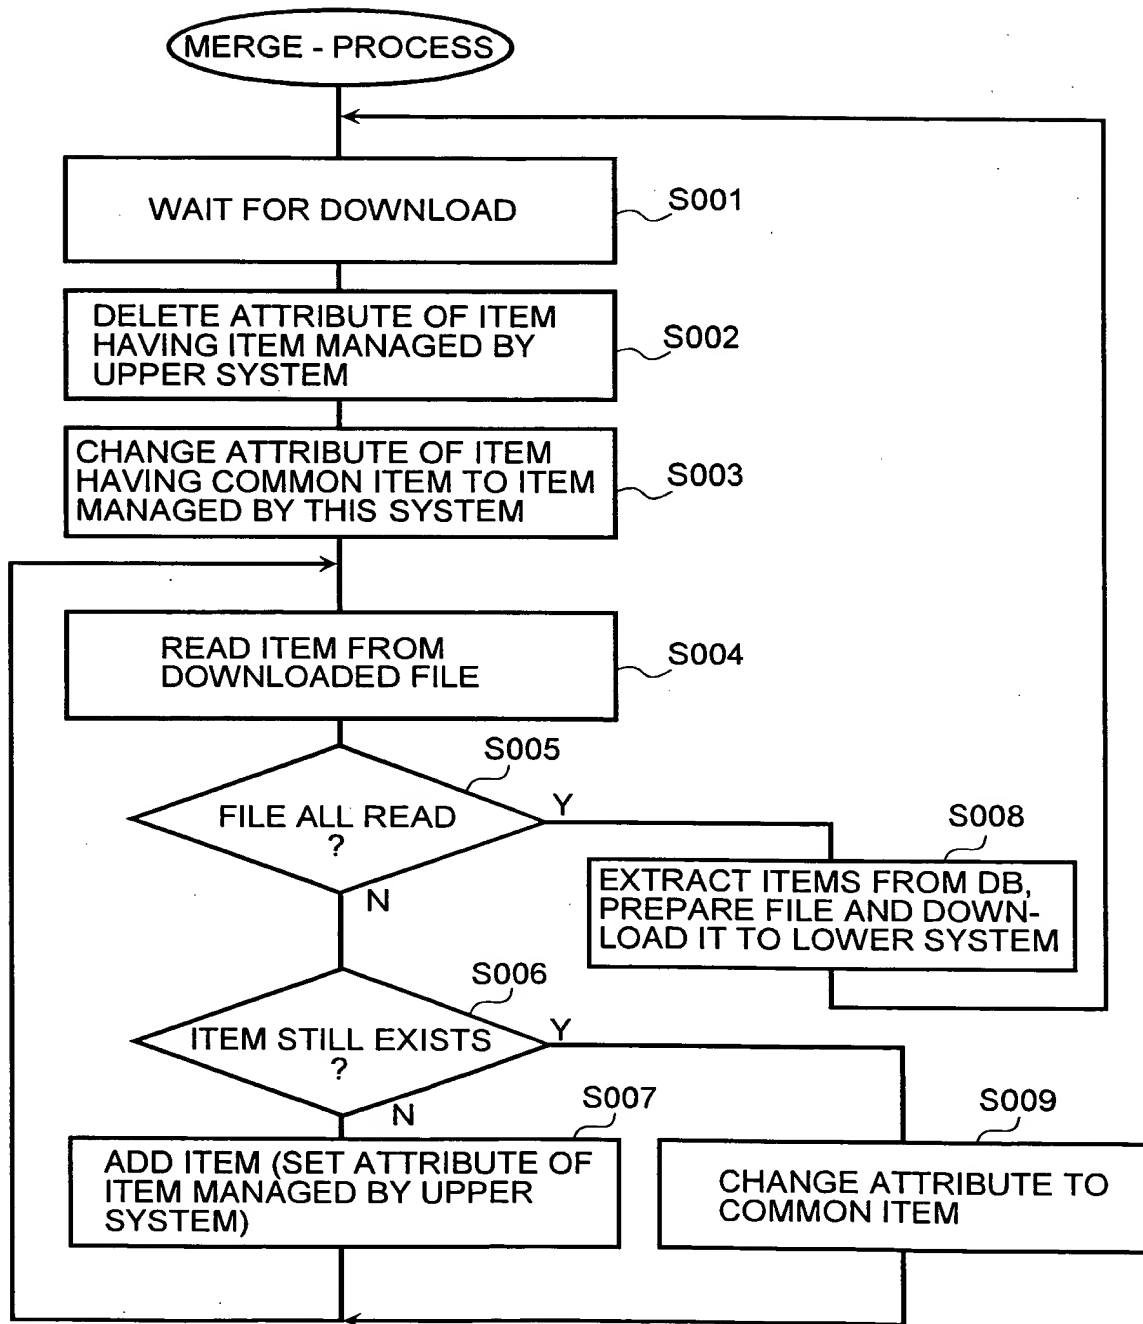 MERGE - PROCESS
WAIT FOR DOWNLOAD
S001
DELETE ATTRIBUTE OF ITEM
HAVING ITEM MANAGED BY
UPPER SYSTEM
S002
CHANGE ATTRIBUTE OF ITEM
HAVING COMMON ITEM TO ITEM
MANAGED BY THIS SYSTEM
S003
READ ITEM FROM
DOWNLOADED FILE
S004
S005
FILE ALL READ
?
Y
N
S008
EXTRACT ITEMS FROM DB,
PREPARE FILE AND DOWN-
LOAD IT TO LOWER SYSTEM
S006
ITEM STILL EXISTS
?
Y
N
S007
ADD ITEM (SET ATTRIBUTE OF
ITEM MANAGED BY UPPER
SYSTEM)
S009
CHANGE ATTRIBUTE TO
COMMON ITEM